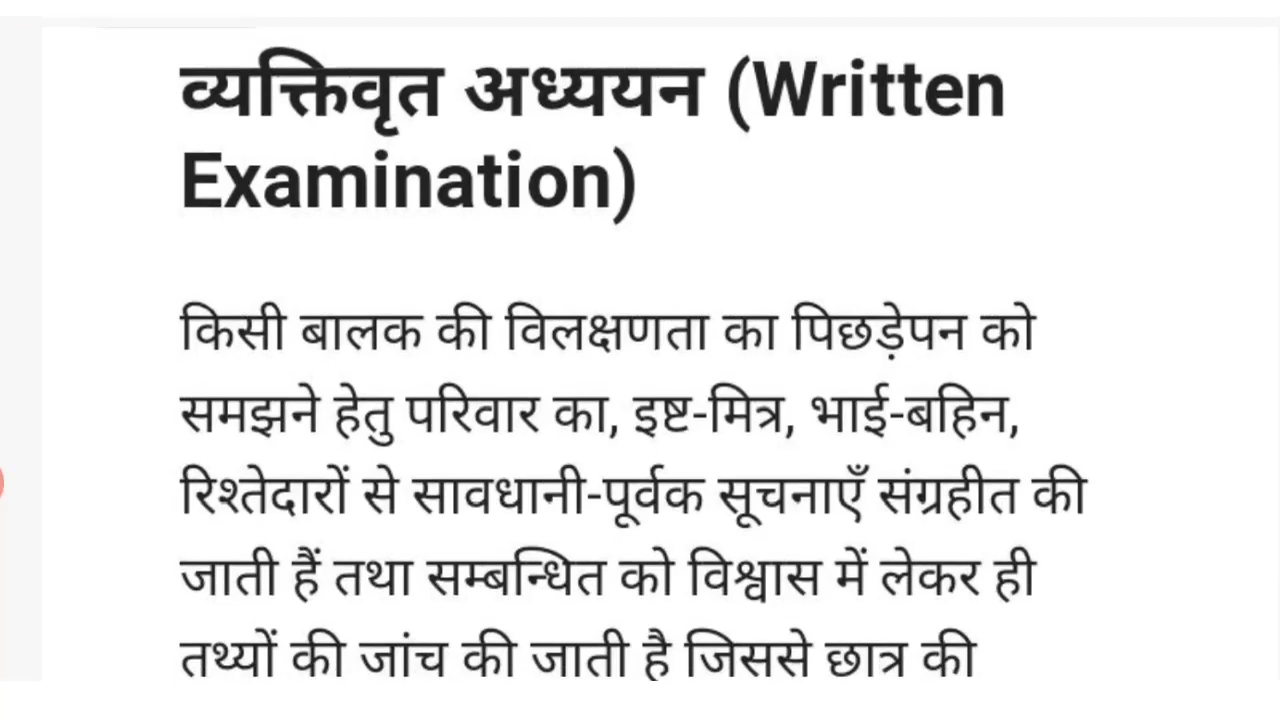 व्यक्तिवृत अध्ययन (Written
Examination)
किसी बालक की विलक्षणता का पिछड़ेपन को
समझने हेतु परिवार का, इष्ट-मित्र, भाई-बहिन,
रिश्तेदारों से सावधानी-पूर्वक सूचनाएँ संग्रहीत की
जाती हैं तथा सम्बन्धित को विश्वास में लेकर ही
तथ्यों की जांच की जाती है जिससे छात्र की